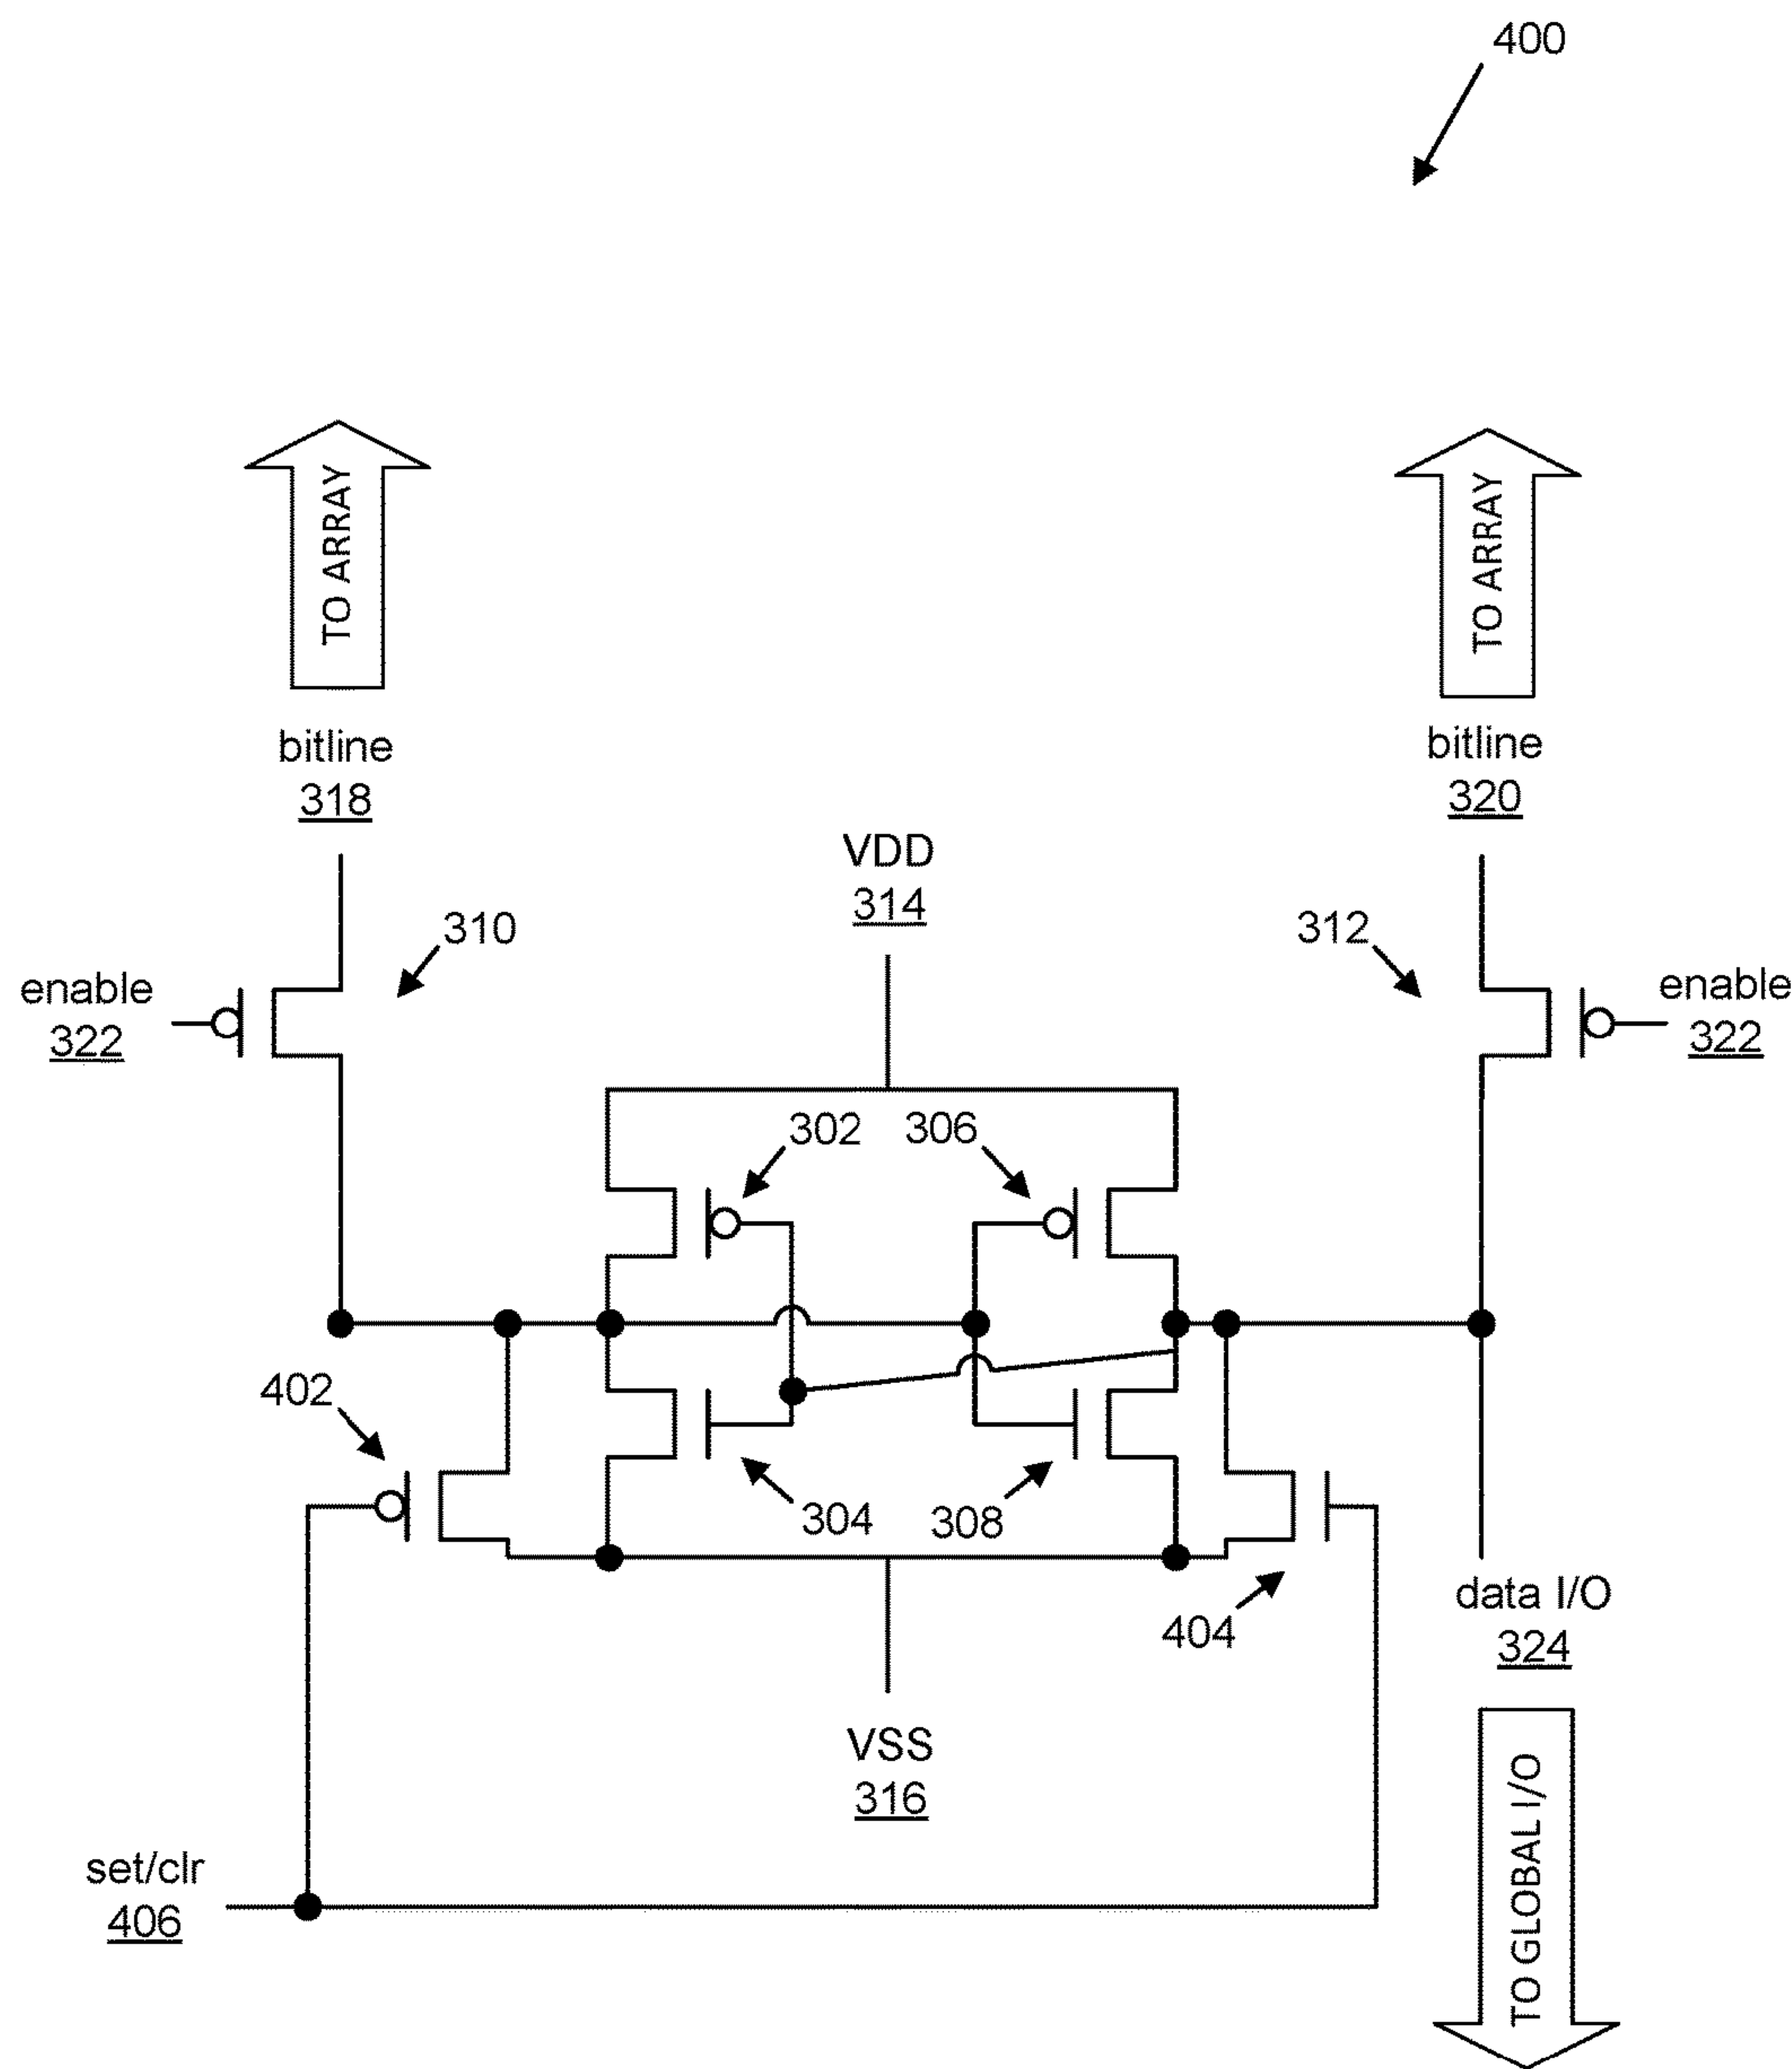 400
TO ARRAY
TO ARRAY
bitline
318
bitline
320
VDD
314
310
312
enable
322
enable
322
302
306
402
304
308
404
data I/O
324
VSS
316
set/clr
406
TO GLOBAL I/O